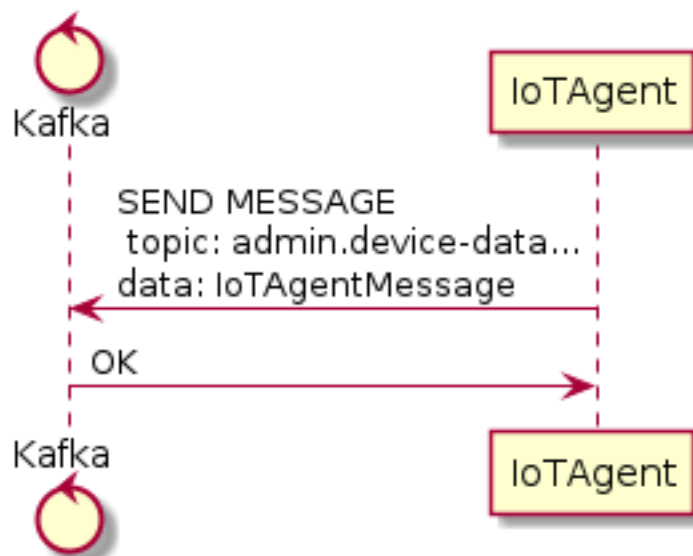 Kafka
IoTAgent
SEND MESSAGE
topic: admin.device-data...
data: IoTAgentMessage
OK
Kafka
IoTAgent